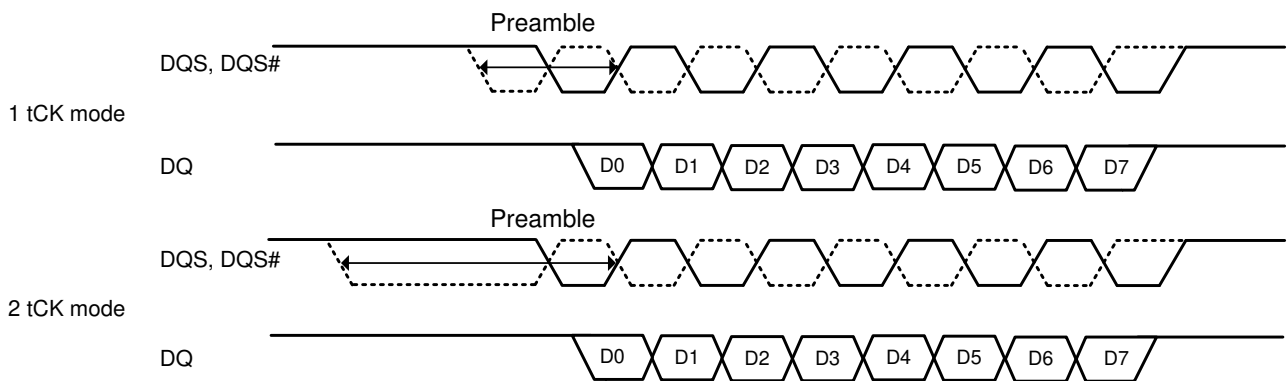 Preamble
DQS, DQS#
1 tCK mode
DQ
D0 D1 D2 D3 D4 D5 D6 D7
Preamble
DQS, DQS#
2 tCK mode
DQ
D0 D1 D2 D3 D4 D5 D6 D7